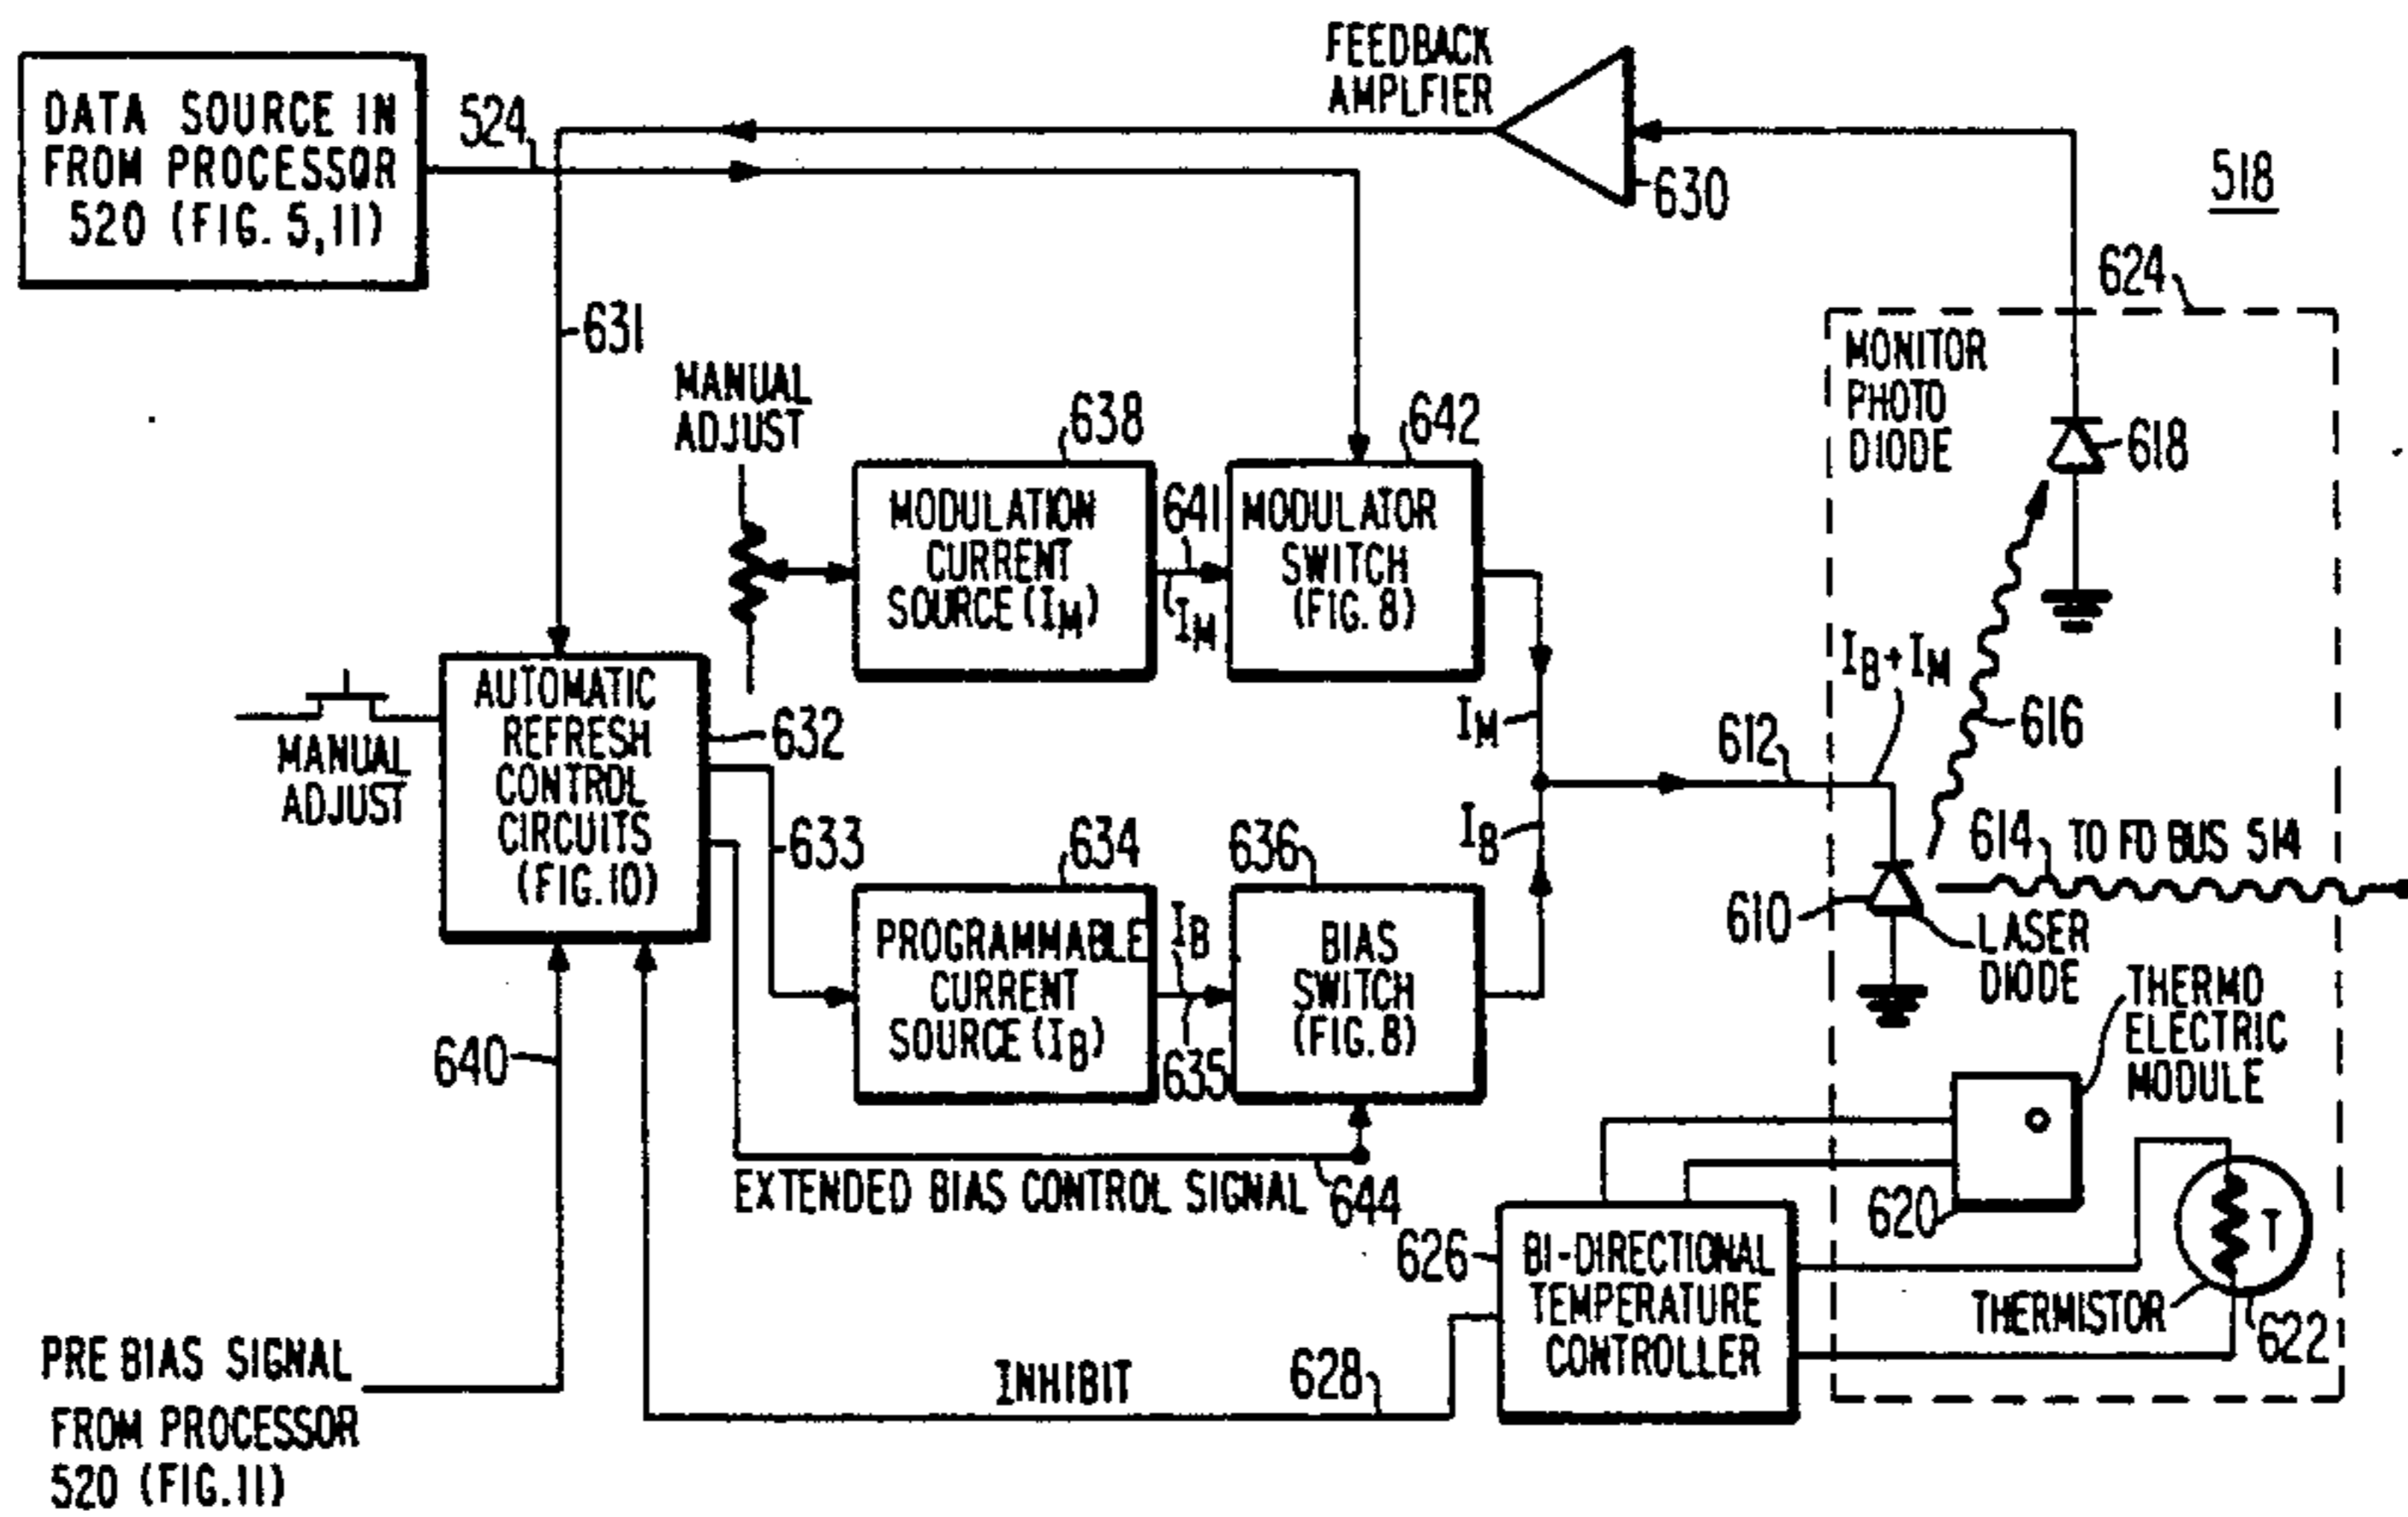 FEEDBACK
AMPLFIER
DATA SOURCE IN
FROM PROCESSOR
520 (FIG. 5,11)
524
630
518
624
631
MONITOR
PHOTO
DIODE
618
MANUAL
ADJUST
638
642
MODULATION
CURRENT
SOURCE (IM)
641
IM
MODULATOR
SWITCH
(FIG. 8)
IB+IM
616
AUTOMATIC
REFRESH
CONTROL
CIRCUITS
(FIG. 10)
632
MANUAL
ADJUST
IM
612
IB
633
634
636
614
TO FO BUS 514
610
LASER
DIODE
PROGRAMMABLE
CURRENT
SOURCE (IB)
IB
635
BIAS
SWITCH
(FIG. 8)
THERMO
ELECTRIC
MODULE
640
EXTENDED BIAS CONTROL SIGNAL
644
620
T
626
BI-DIRECTIONAL
TEMPERATURE
CONTROLLER
THERMISTOR
622
PRE BIAS SIGNAL
FROM PROCESSOR
520 (FIG. 11)
INHIBIT
628